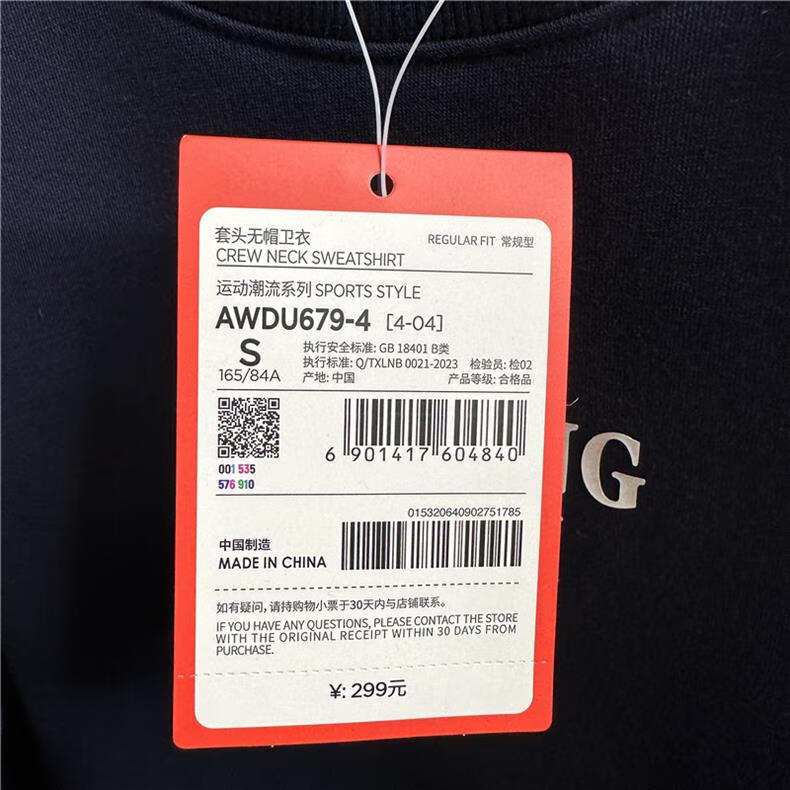 套头无帽卫衣
CREW NECK SWEATSHIRT
REGULAR FIT 常规型
运动潮流系列 SPORTS STYLE
AWDU679-4 [4-04]
S
165/84A
执行安全标准: GB 18401 B类
执行标准: Q/TXLNB 0021-2023 检验员: 检02
产地: 中国 产品等级: 合格品
001 535
576 910
6 901417 604840
015320640902751785
中国制造
MADE IN CHINA
如有疑问,请持购物小票于30天内与店铺联系。
IF YOU HAVE ANY QUESTIONS, PLEASE CONTACT THE STORE
WITH THE ORIGINAL RECEIPT WITHIN 30 DAYS FROM
PURCHASE.
¥: 299元
NG